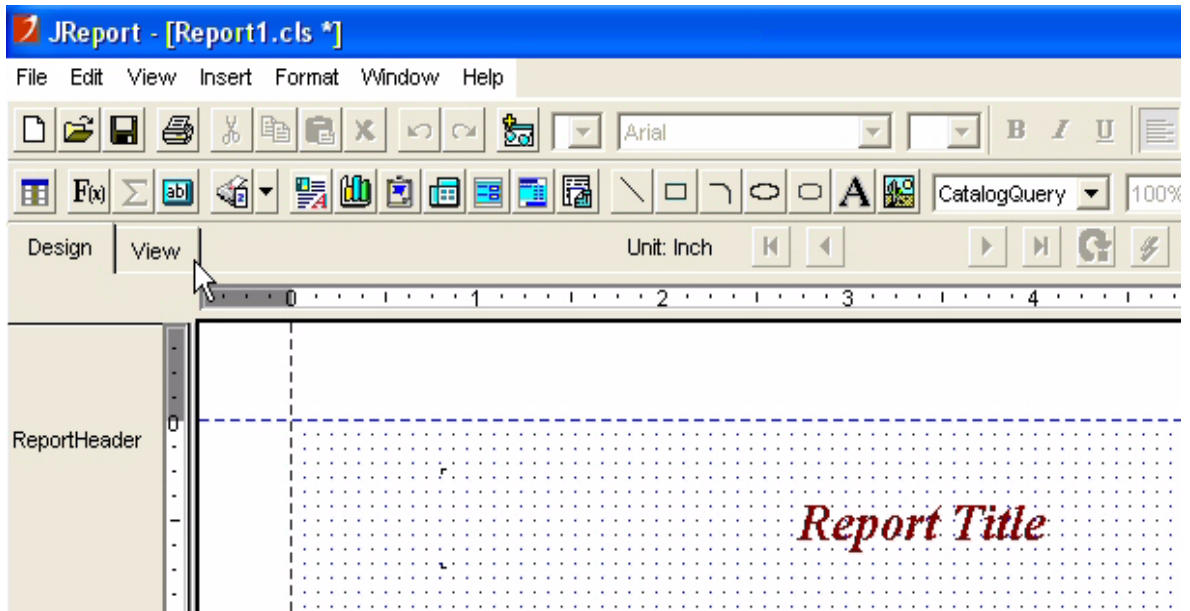 JReport - [Report1.cls *]
File Edit View Insert Format Window Help
Arial B I U
F(x) Σ ab| A CatalogQuery 100%
Design View Unit: Inch
0 1 2 3 4
0
ReportHeader
Report Title